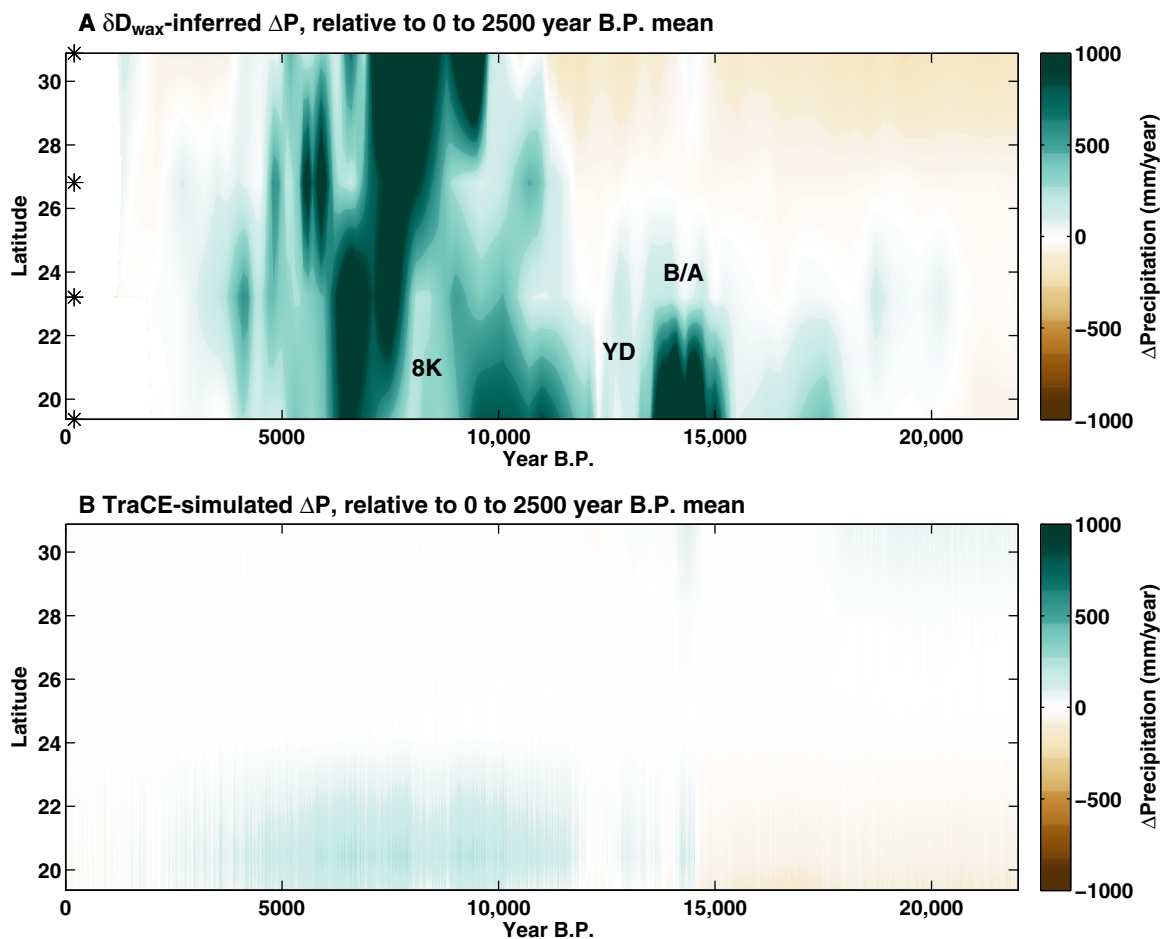 A δDwax-inferred ΔP, relative to 0 to 2500 year B.P. mean
30
28
26
24
22
20
Latitude
B/A
YD
8K
0 5000 10,000 15,000 20,000
Year B.P.
1000
500
0
−500
−1000
ΔPrecipitation (mm/year)
B TraCE-simulated ΔP, relative to 0 to 2500 year B.P. mean
30
28
26
24
22
20
Latitude
0 5000 10,000 15,000 20,000
Year B.P.
1000
500
0
−500
−1000
ΔPrecipitation (mm/year)